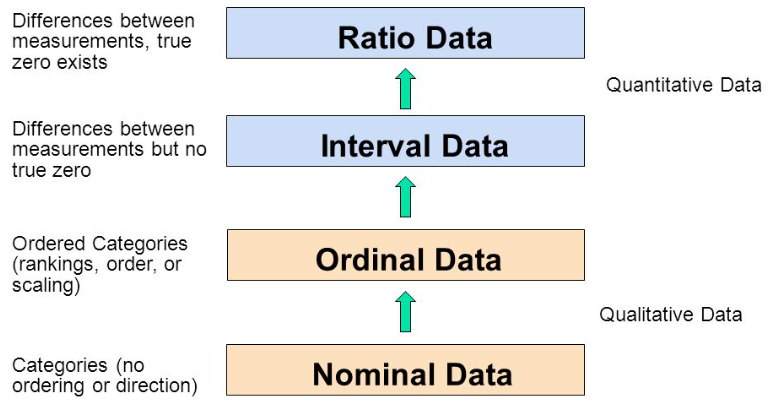 Differences between
measurements, true
zero exists
Ratio Data
Quantitative Data
Differences between
measurements but no
true zero
Interval Data
Ordered Categories
(rankings, order, or
scaling)
Ordinal Data
Qualitative Data
Categories (no
ordering or direction)
Nominal Data